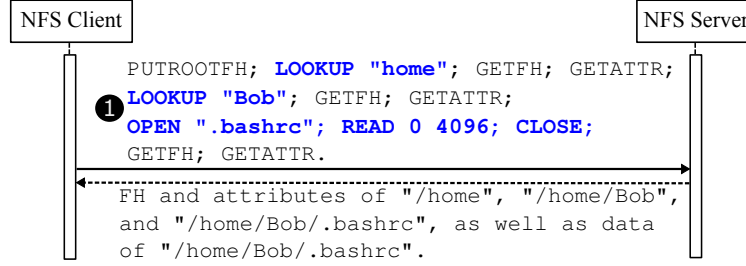 NFS Client NFS Server
PUTROOTFH; LOOKUP "home"; GETFH; GETATTR;
1 LOOKUP "Bob"; GETFH; GETATTR;
OPEN ".bashrc"; READ 0 4096; CLOSE;
GETFH; GETATTR.
FH and attributes of "/home", "/home/Bob",
and "/home/Bob/.bashrc", as well as data
of "/home/Bob/.bashrc".